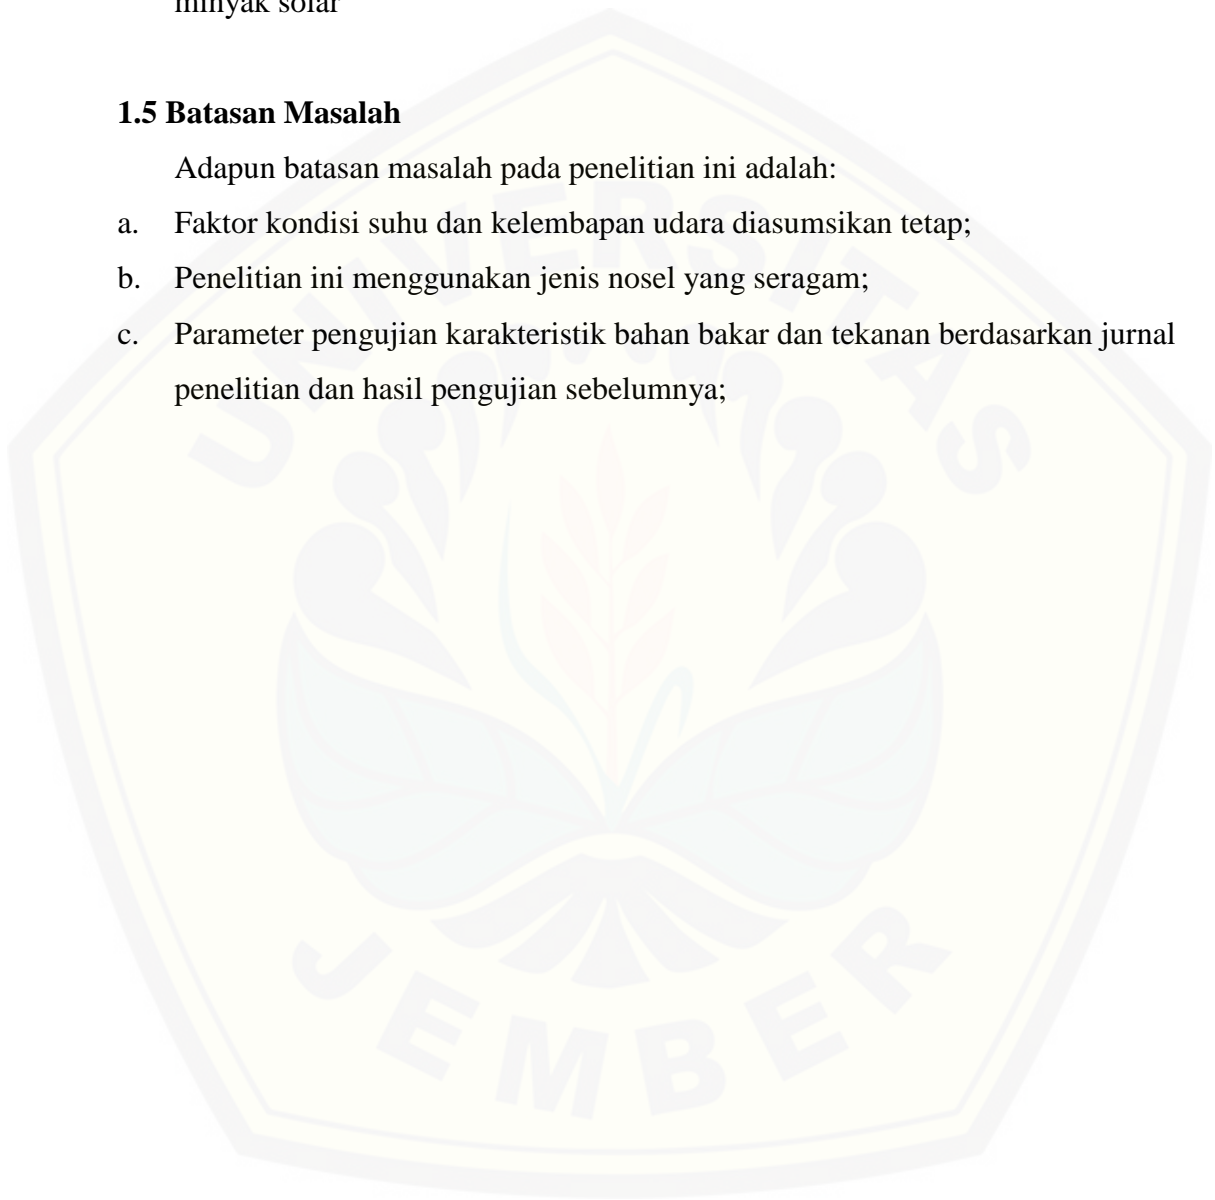 minyak solar
1.5 Batasan Masalah
Adapun batasan masalah pada penelitian ini adalah:
a. Faktor kondisi suhu dan kelembapan udara diasumsikan tetap;
b. Penelitian ini menggunakan jenis nosel yang seragam;
c. Parameter pengujian karakteristik bahan bakar dan tekanan berdasarkan jurnal
penelitian dan hasil pengujian sebelumnya;
UNIVERSITAS
JEMBER